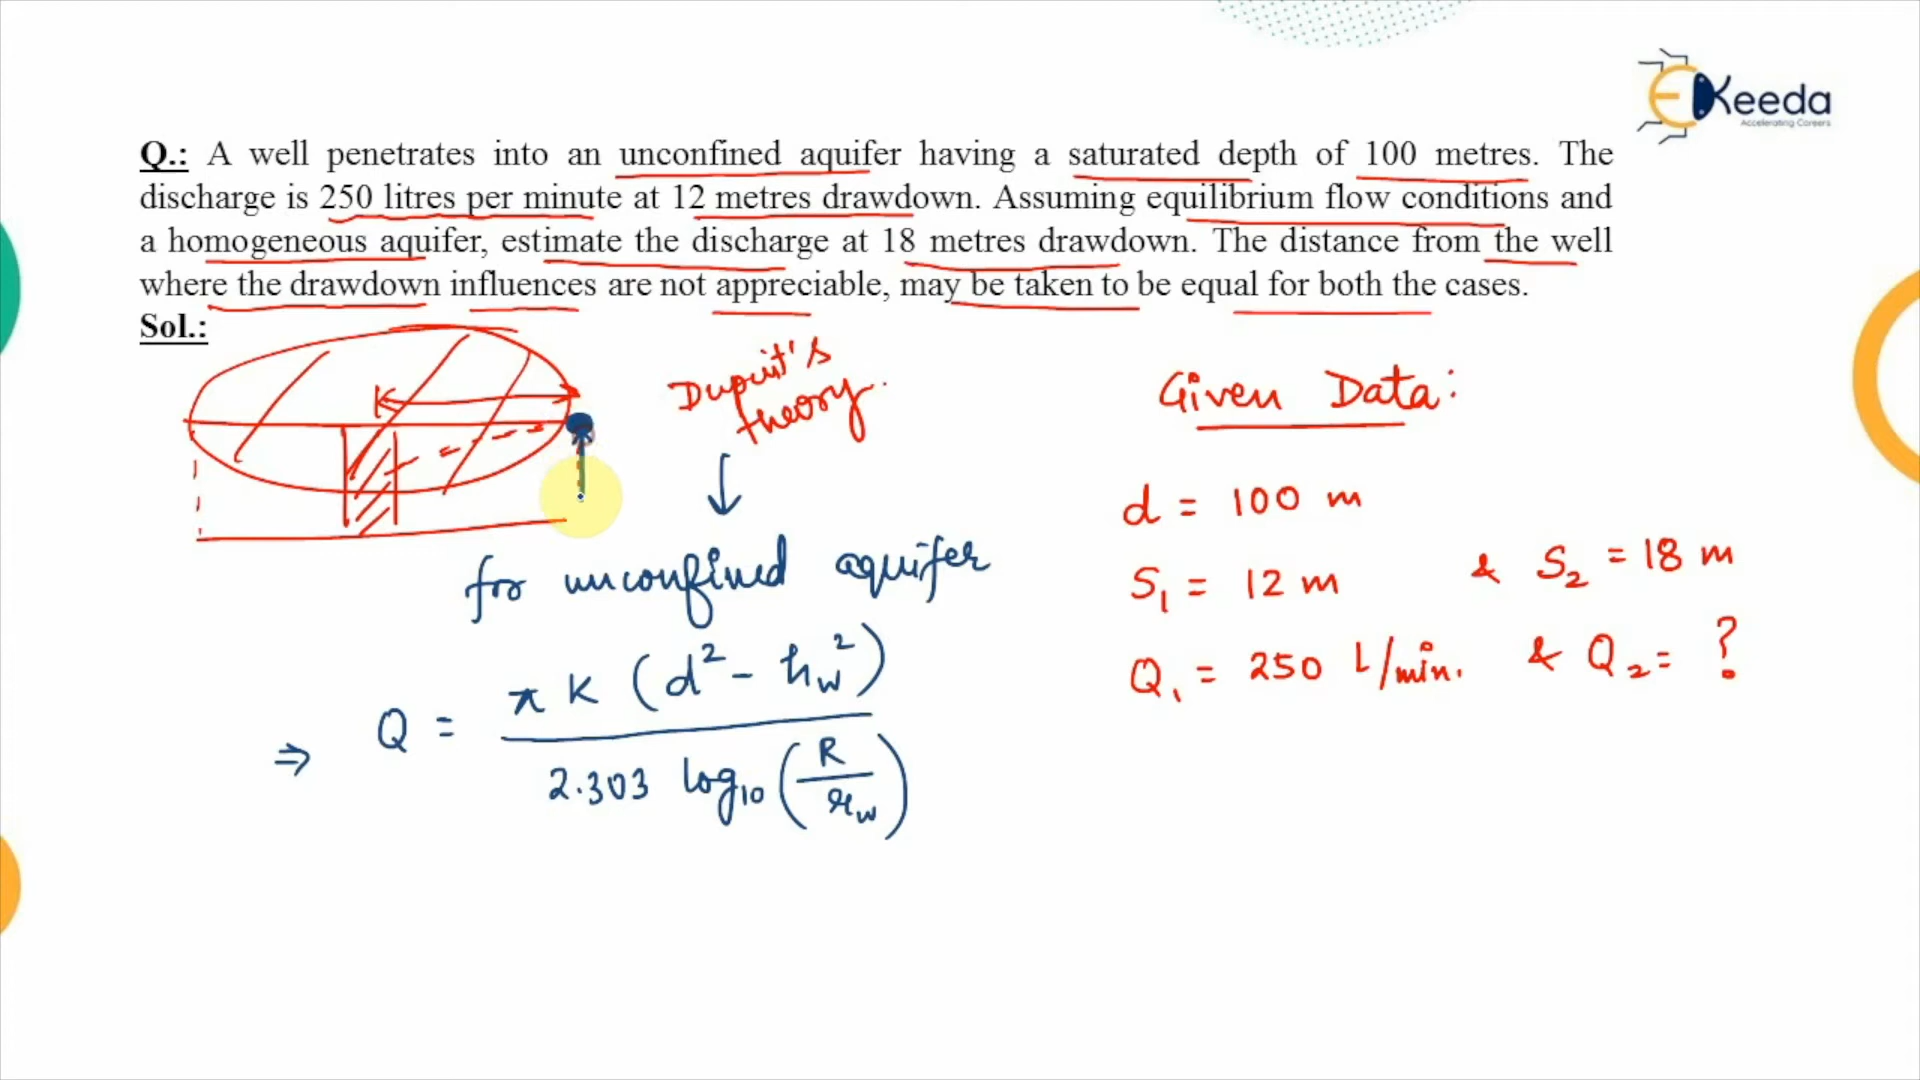 EKeeda
Accelerating Careers
Q.: A well penetrates into an unconfined aquifer having a saturated depth of 100 metres. The
discharge is 250 litres per minute at 12 metres drawdown. Assuming equilibrium flow conditions and
a homogeneous aquifer, estimate the discharge at 18 metres drawdown. The distance from the well
where the drawdown influences are not appreciable, may be taken to be equal for both the cases.
Sol.:
Dupuit's
theory.
Given Data:
d = 100 m
S₁ = 12 m & S₂ = 18 m
Q₁ = 250 L/min. & Q₂ = ?
for unconfined aquifer
⇒ Q = π K (d² - hw²)
2.303 log₁₀ (R/rw)